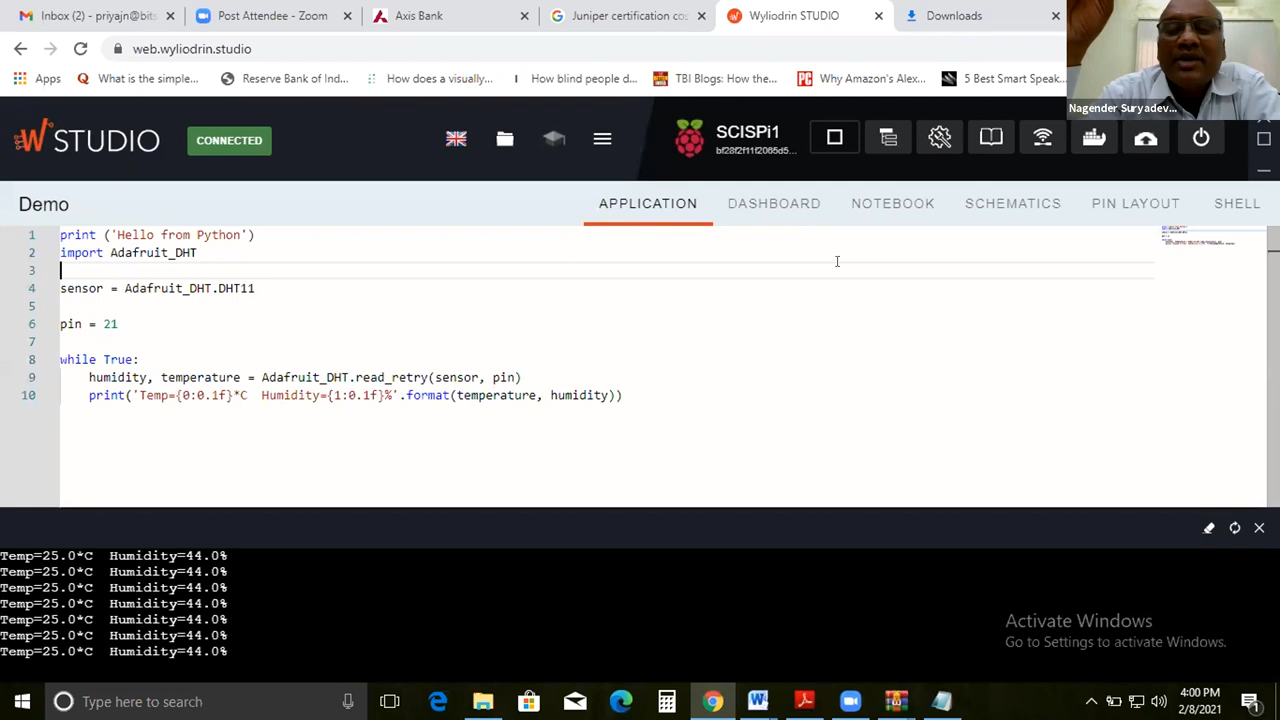 Inbox (2) - priyajn@bits
Post Attendee - Zoom
Axis Bank
Juniper certification cos
Wyliodrin STUDIO
Downloads
web.wyliodrin.studio
Apps
What is the simple...
Reserve Bank of Ind...
How does a visually...
How blind people d...
TBI Blogs: How the...
Why Amazon's Alex...
5 Best Smart Speak...
Nagender Suryadev...
STUDIO
CONNECTED
SCISPi1
bf28f2f11f2065d5...
Demo
APPLICATION
DASHBOARD
NOTEBOOK
SCHEMATICS
PIN LAYOUT
SHELL
1 print ('Hello from Python')
2 import Adafruit_DHT
3
4 sensor = Adafruit_DHT.DHT11
5
6 pin = 21
7
8 while True:
9 humidity, temperature = Adafruit_DHT.read_retry(sensor, pin)
10 print('Temp={0:0.1f}*C  Humidity={1:0.1f}%'.format(temperature, humidity))
Temp=25.0*C  Humidity=44.0%
Temp=25.0*C  Humidity=44.0%
Temp=25.0*C  Humidity=44.0%
Temp=25.0*C  Humidity=44.0%
Temp=25.0*C  Humidity=44.0%
Temp=25.0*C  Humidity=44.0%
Temp=25.0*C  Humidity=44.0%
Activate Windows
Go to Settings to activate Windows.
Type here to search
4:00 PM
2/8/2021